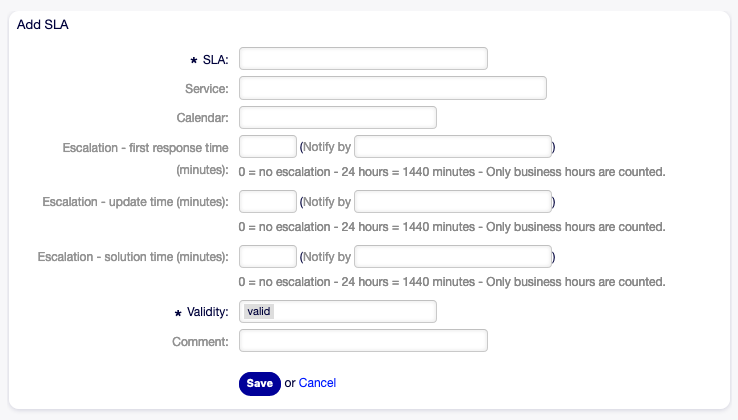 Add SLA
* SLA:
Service:
Calendar:
Escalation - first response time (Notify by )
(minutes): 0 = no escalation - 24 hours = 1440 minutes - Only business hours are counted.
Escalation - update time (minutes): (Notify by )
0 = no escalation - 24 hours = 1440 minutes - Only business hours are counted.
Escalation - solution time (minutes): (Notify by )
0 = no escalation - 24 hours = 1440 minutes - Only business hours are counted.
* Validity: valid
Comment:
Save or Cancel